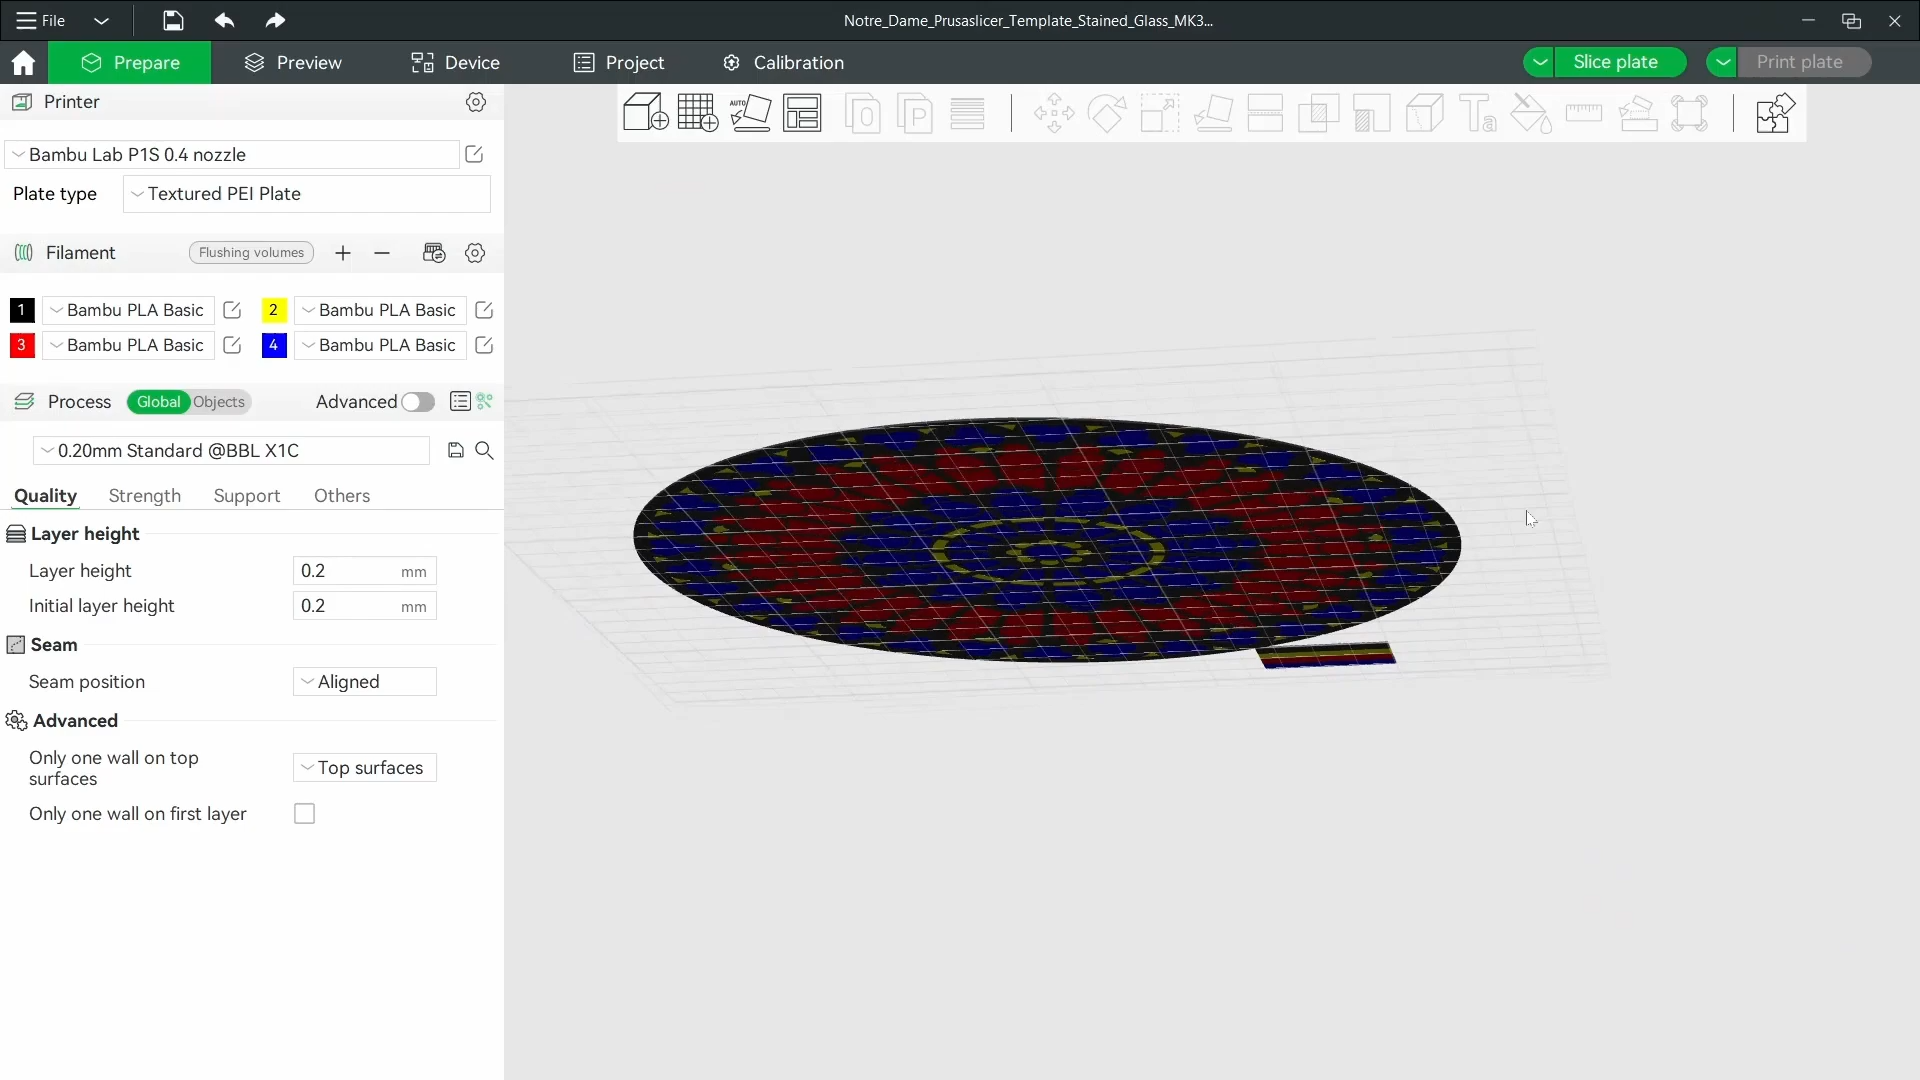 File
Notre_Dame_Prusaslicer_Template_Stained_Glass_MK3...
Prepare
Preview
Device
Project
Calibration
Slice plate
Print plate
Printer
AUTO
O
P
Ta
Bambu Lab P1S 0.4 nozzle
Plate type
Textured PEI Plate
Filament
Flushing volumes
1
Bambu PLA Basic
2
Bambu PLA Basic
3
Bambu PLA Basic
4
Bambu PLA Basic
Process
Global
Objects
Advanced
0.20mm Standard @BBL X1C
Quality
Strength
Support
Others
Layer height
Layer height
0.2 mm
Initial layer height
0.2 mm
Seam
Seam position
Aligned
Advanced
Only one wall on top
surfaces
Top surfaces
Only one wall on first layer